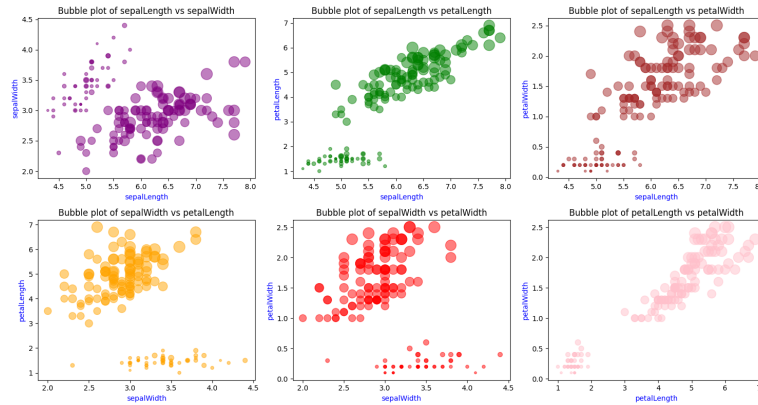 Bubble plot of sepalLength vs sepalWidth
4.5
4.0
3.5
3.0
2.5
2.0
sepalWidth
4.5 5.0 5.5 6.0 6.5 7.0 7.5 8.0
sepalLength
Bubble plot of sepalLength vs petalLength
7
6
5
4
3
2
1
petalLength
4.5 5.0 5.5 6.0 6.5 7.0 7.5 8.0
sepalLength
Bubble plot of sepalLength vs petalWidth
2.5
2.0
1.5
1.0
0.5
0.0
petalWidth
4.5 5.0 5.5 6.0 6.5 7.0 7.5 8.0
sepalLength
Bubble plot of sepalWidth vs petalLength
7
6
5
4
3
2
1
petalLength
2.0 2.5 3.0 3.5 4.0 4.5
sepalWidth
Bubble plot of sepalWidth vs petalWidth
2.5
2.0
1.5
1.0
0.5
0.0
petalWidth
2.0 2.5 3.0 3.5 4.0 4.5
sepalWidth
Bubble plot of petalLength vs petalWidth
2.5
2.0
1.5
1.0
0.5
0.0
petalWidth
1 2 3 4 5 6 7
petalLength